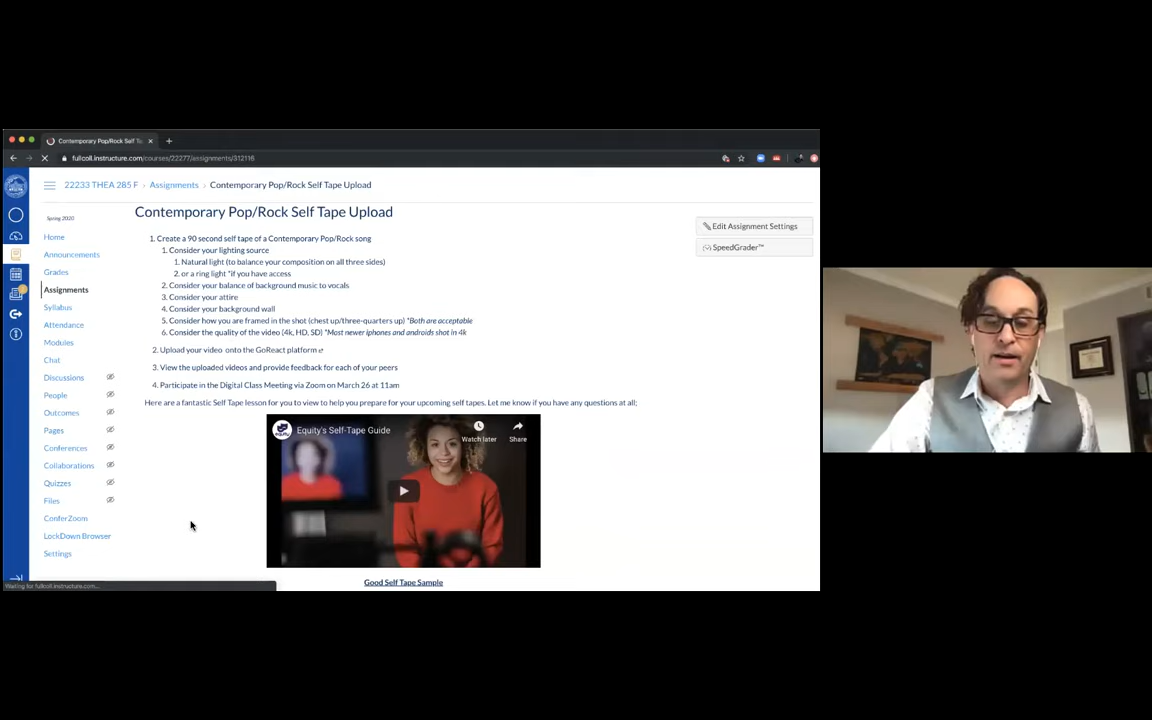 Contemporary Pop/Rock Self T
fullcoll.instructure.com/courses/22277/assignments/312116
22233 THEA 285 F > Assignments > Contemporary Pop/Rock Self Tape Upload
Spring 2020
Home
Announcements
Grades
Assignments
Syllabus
Attendance
Modules
Chat
Discussions
People
Outcomes
Pages
Conferences
Collaborations
Quizzes
Files
ConferZoom
LockDown Browser
Settings
Contemporary Pop/Rock Self Tape Upload
1. Create a 90 second self tape of a Contemporary Pop/Rock song
1. Consider your lighting source
1. Natural light (to balance your composition on all three sides)
2. or a ring light *if you have access
2. Consider your balance of background music to vocals
3. Consider your attire
4. Consider your background wall
5. Consider how you are framed in the shot (chest up/three-quarters up) *Both are acceptable
6. Consider the quality of the video (4k, HD, SD) *Most newer iphones and androids shot in 4k
2. Upload your video onto the GoReact platform
3. View the uploaded videos and provide feedback for each of your peers
4. Participate in the Digital Class Meeting via Zoom on March 26 at 11am
Here are a fantastic Self Tape lesson for you to view to help you prepare for your upcoming self tapes. Let me know if you have any questions at all;
equity
Equity's Self-Tape Guide
Watch later
Share
Good Self Tape Sample
Edit Assignment Settings
SpeedGrader™
Waiting for fullcoll.instructure.com...